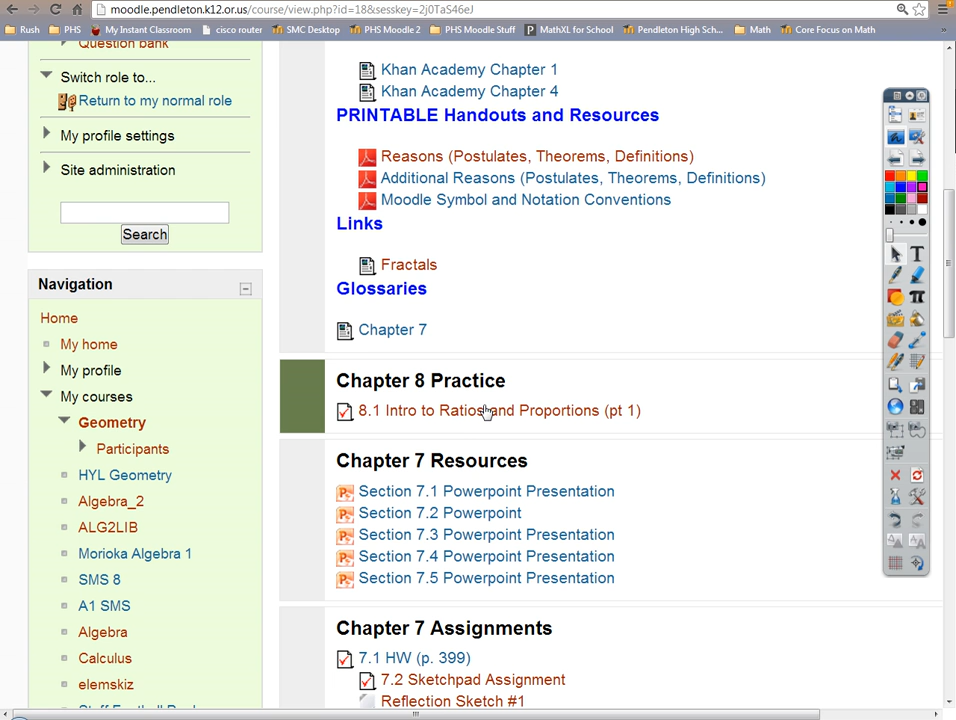 moodle.pendleton.k12.or.us/course/view.php?id=18&sesskey=2j0TaS46eJ
Rush PHS My Instant Classroom cisco router SMC Desktop PHS Moodle 2 PHS Moodle Stuff MathXL for School Pendleton High Sch... Math Core Focus on Math »
Question bank
Switch role to...
Return to my normal role
My profile settings
Site administration
Search
Navigation
Home
My home
My profile
My courses
Geometry
Participants
HYL Geometry
Algebra_2
ALG2LIB
Morioka Algebra 1
SMS 8
A1 SMS
Algebra
Calculus
elemskiz
Khan Academy Chapter 1
Khan Academy Chapter 4
PRINTABLE Handouts and Resources
Reasons (Postulates, Theorems, Definitions)
Additional Reasons (Postulates, Theorems, Definitions)
Moodle Symbol and Notation Conventions
Links
Fractals
Glossaries
Chapter 7
Chapter 8 Practice
8.1 Intro to Ratios and Proportions (pt 1)
Chapter 7 Resources
Section 7.1 Powerpoint Presentation
Section 7.2 Powerpoint
Section 7.3 Powerpoint Presentation
Section 7.4 Powerpoint Presentation
Section 7.5 Powerpoint Presentation
Chapter 7 Assignments
7.1 HW (p. 399)
7.2 Sketchpad Assignment
Reflection Sketch #1